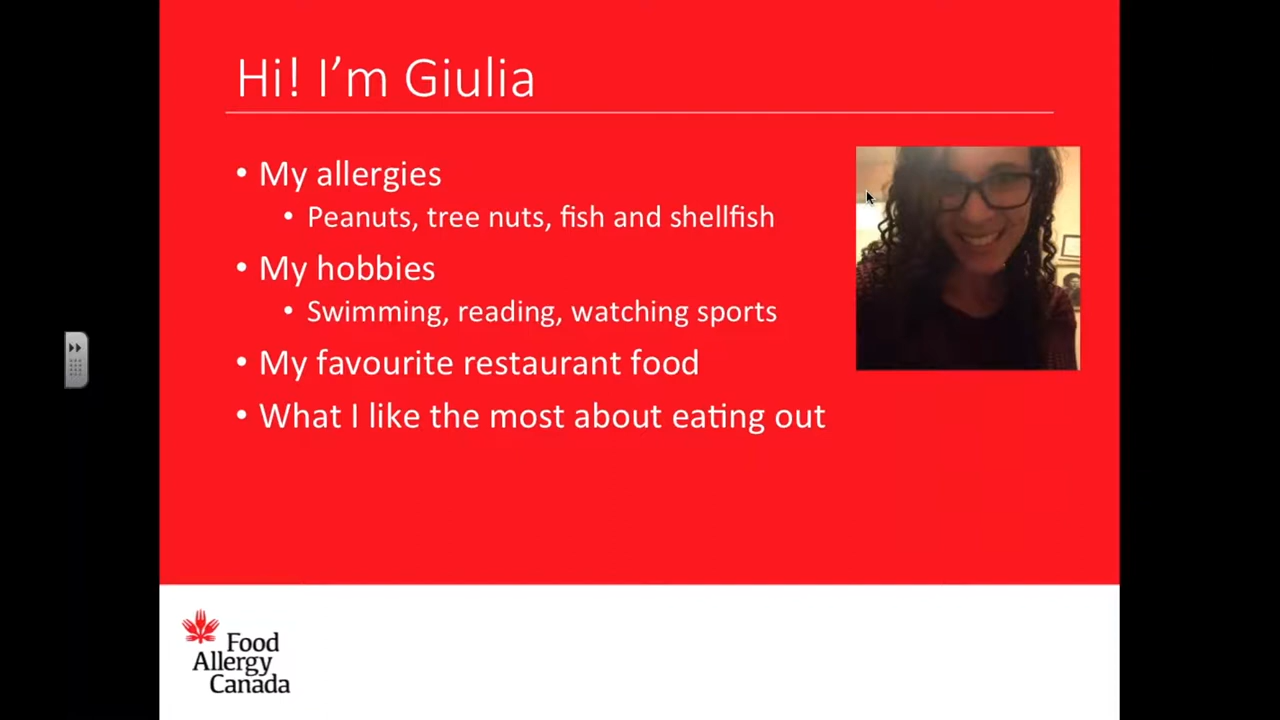 Hi! I’m Giulia
• My allergies
• Peanuts, tree nuts, fish and shellfish
• My hobbies
• Swimming, reading, watching sports
• My favourite restaurant food
• What I like the most about eating out
Food
Allergy
Canada